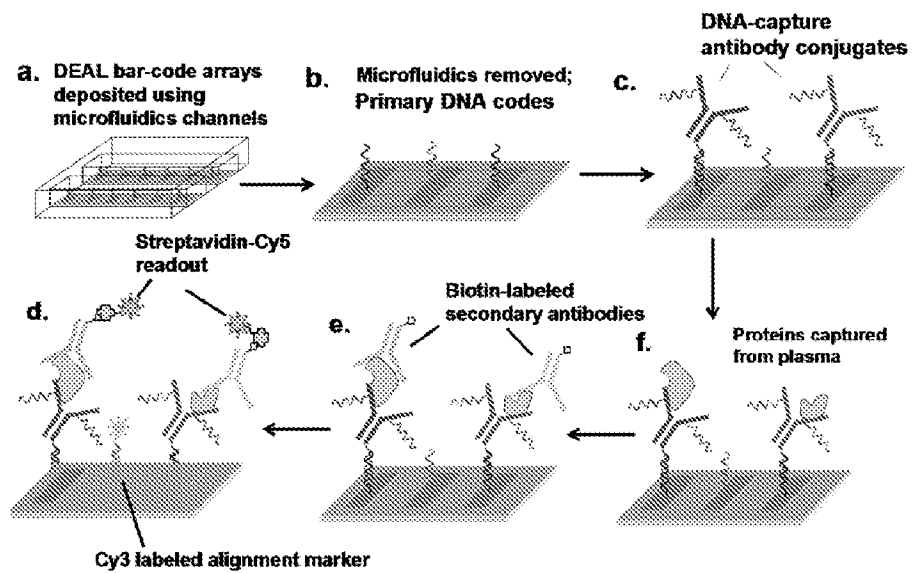 a. DEAL bar-code arrays
deposited using
microfluidics channels
b. Microfluidics removed;
Primary DNA codes
DNA-capture
antibody conjugates
c.
Streptavidin-Cy5
readout
d.
Biotin-labeled
secondary antibodies
e.
Proteins captured
from plasma
f.
Cy3 labeled alignment marker